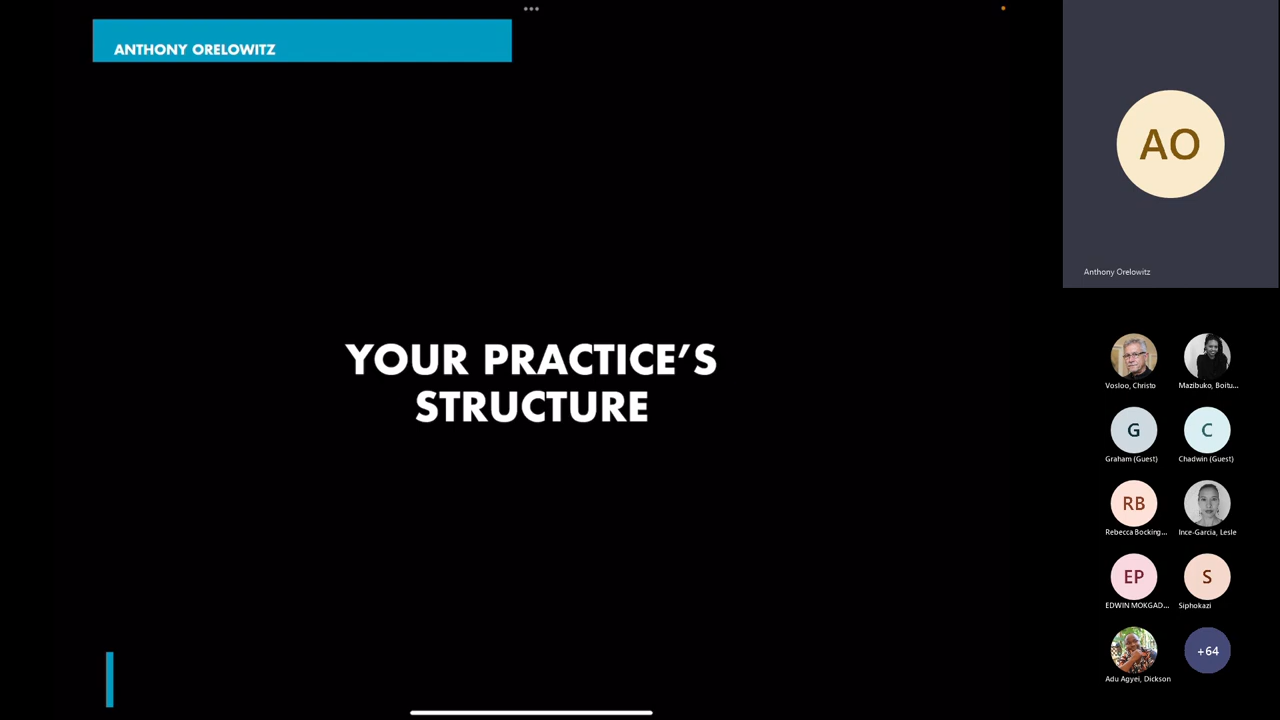 ANTHONY ORELOWITZ
YOUR PRACTICE’S
STRUCTURE
AO
Anthony Orelowitz
Vosloo, Christo
Mazibuko, Boitu...
G
C
Graham (Guest)
Chadwin (Guest)
RB
Rebecca Bocking...
Ince-Garcia, Lesle
EP
S
EDWIN MOKGAD...
Siphokazi
+64
Adu Agyei, Dickson